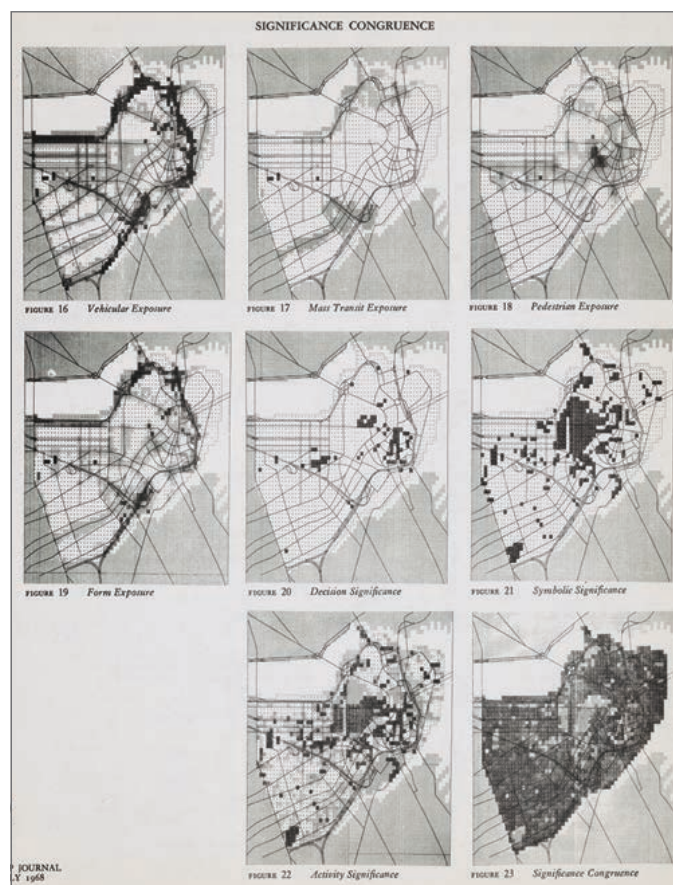 SIGNIFICANCE CONGRUENCE
FIGURE 16 Vehicular Exposure
FIGURE 17 Mass Transit Exposure
FIGURE 18 Pedestrian Exposure
FIGURE 19 Form Exposure
FIGURE 20 Decision Significance
FIGURE 21 Symbolic Significance
FIGURE 22 Activity Significance
FIGURE 23 Significance Congruence
P JOURNAL
LY 1968